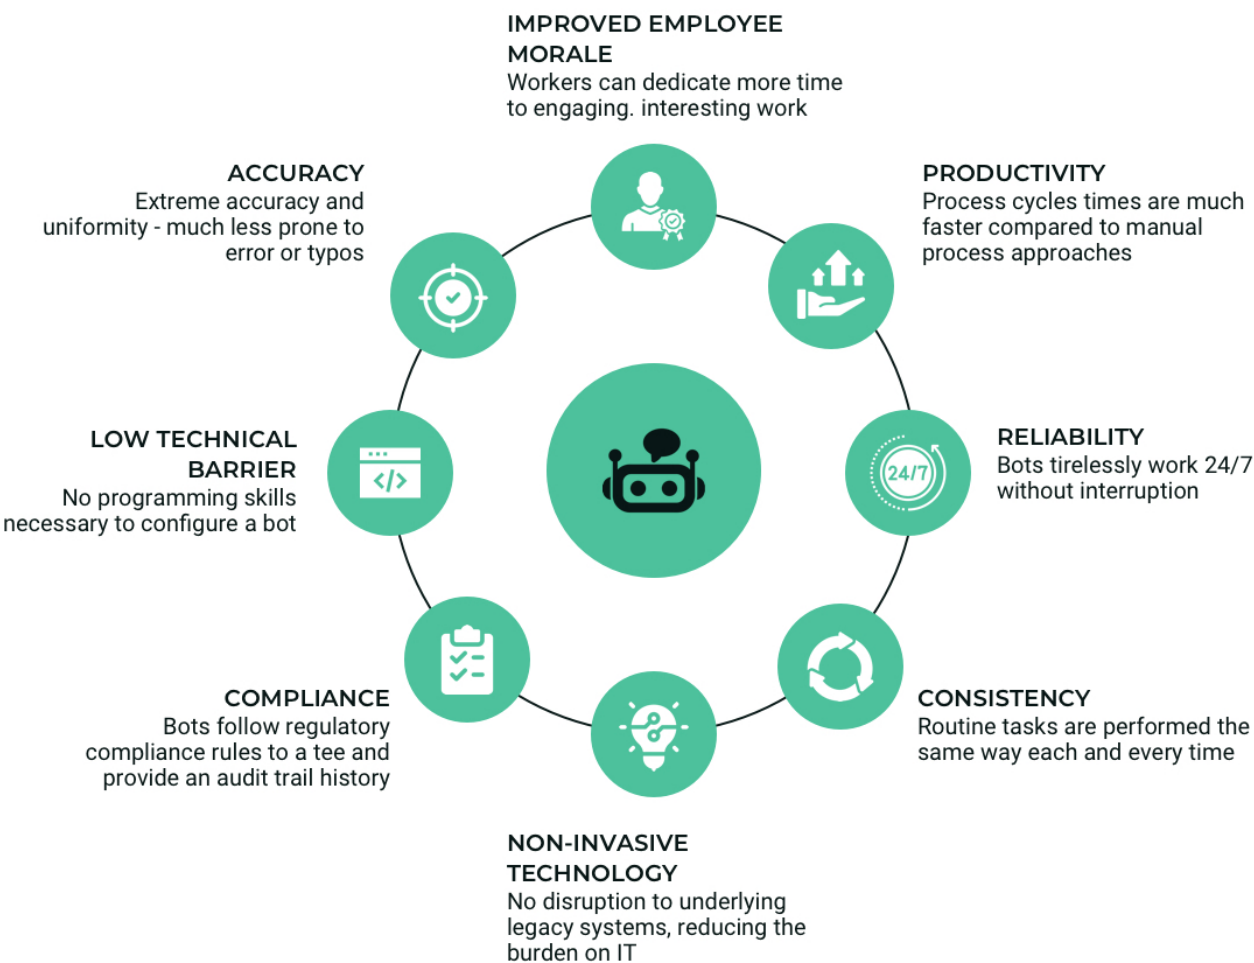 IMPROVED EMPLOYEE
MORALE
Workers can dedicate more time
to engaging. interesting work
ACCURACY
Extreme accuracy and
uniformity - much less prone to
error or typos
PRODUCTIVITY
Process cycles times are much
faster compared to manual
process approaches
LOW TECHNICAL
BARRIER
No programming skills
necessary to configure a bot
</>
24/7
RELIABILITY
Bots tirelessly work 24/7
without interruption
COMPLIANCE
Bots follow regulatory
compliance rules to a tee and
provide an audit trail history
CONSISTENCY
Routine tasks are performed the
same way each and every time
NON-INVASIVE
TECHNOLOGY
No disruption to underlying
legacy systems, reducing the
burden on IT